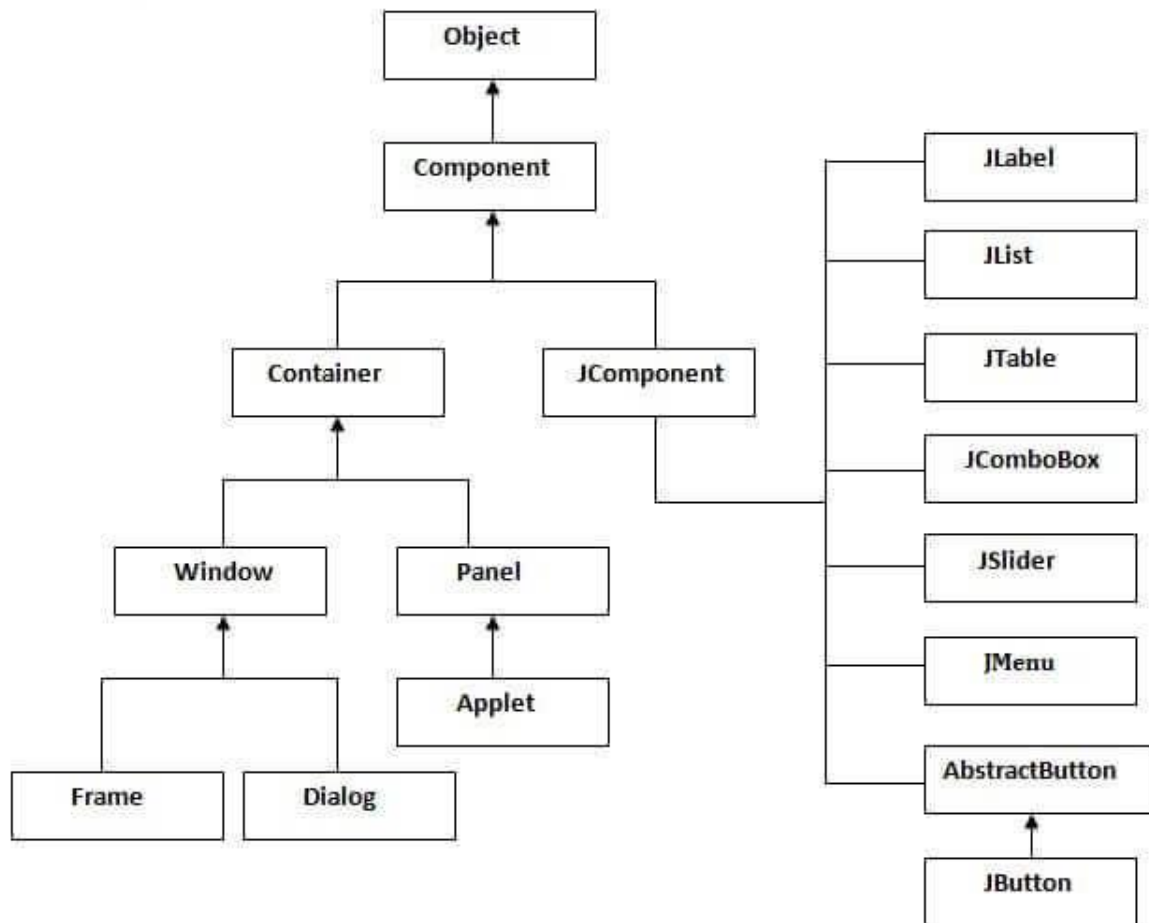 Object
Component
Container
JComponent
Window
Panel
Applet
Frame
Dialog
JLabel
JList
JTable
JComboBox
JSlider
JMenu
AbstractButton
JButton